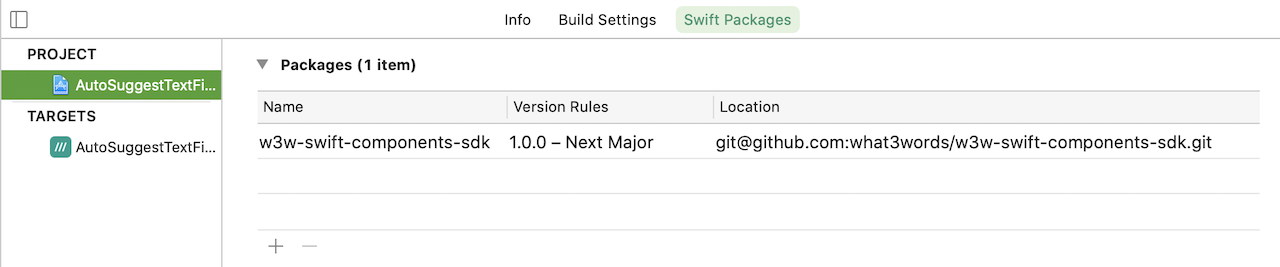 Info Build Settings Swift Packages
PROJECT
AutoSuggestTextFi...
TARGETS
AutoSuggestTextFi...
Packages (1 item)
Name Version Rules Location
w3w-swift-components-sdk 1.0.0 – Next Major git@github.com:what3words/w3w-swift-components-sdk.git